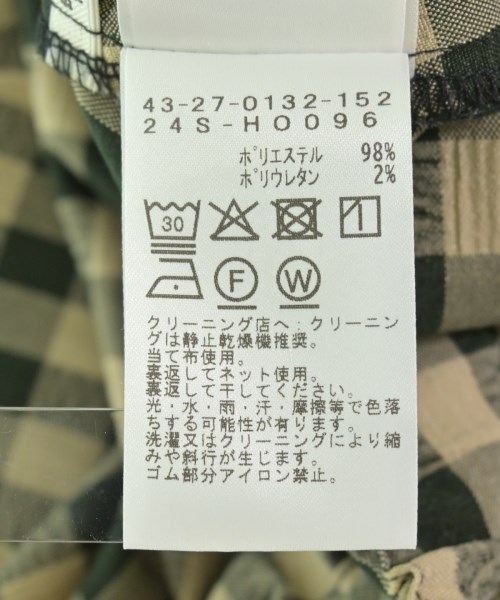 43-27-0132-152
24S-H0096
ポリエステル 98%
ポリウレタン 2%
30
F W
クリーニング店へ：クリーニン
グは静止乾燥機推奨。
当て布使用。
裏返してネット使用。
裏返して干してください。
光・水・雨・汗・摩擦等で色落
ちする可能性が有ります。
洗濯又はクリーニングにより縮
みや斜行が生じます。
ゴム部分アイロン禁止。